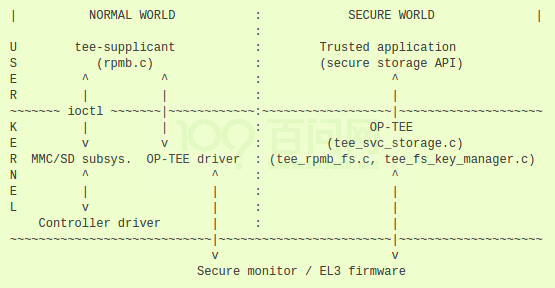 |          NORMAL WORLD           :            SECURE WORLD              |
                                  :
U        tee-supplicant           :        Trusted application
S           (rpmb.c)              :        (secure storage API)
E         ^          ^            :                  ^
R         |          |            :                  |
~~~~~~~ ioctl ~~~~~~~|~~~~~~~~~~~~:~~~~~~~~~~~~~~~~~~|~~~~~~~~~~~~~~~~~~~~
K         |          |            :               OP-TEE
E         v          v            :         (tee_svc_storage.c)
R  MMC/SD subsys.  OP-TEE driver  : (tee_rpmb_fs.c, tee_fs_key_manager.c)
N         ^                 ^     :                  ^
E         |                 |     :                  |
L         v                 |     :                  |
   Controller driver        |     :                  |
~~~~~~~~~~~~~~~~~~~~~~~~~~~~|~~~~~~~~~~~~~~~~~~~~~~~~|~~~~~~~~~~~~~~~~~~~~
                            v                        v
                          Secure monitor / EL3 firmware